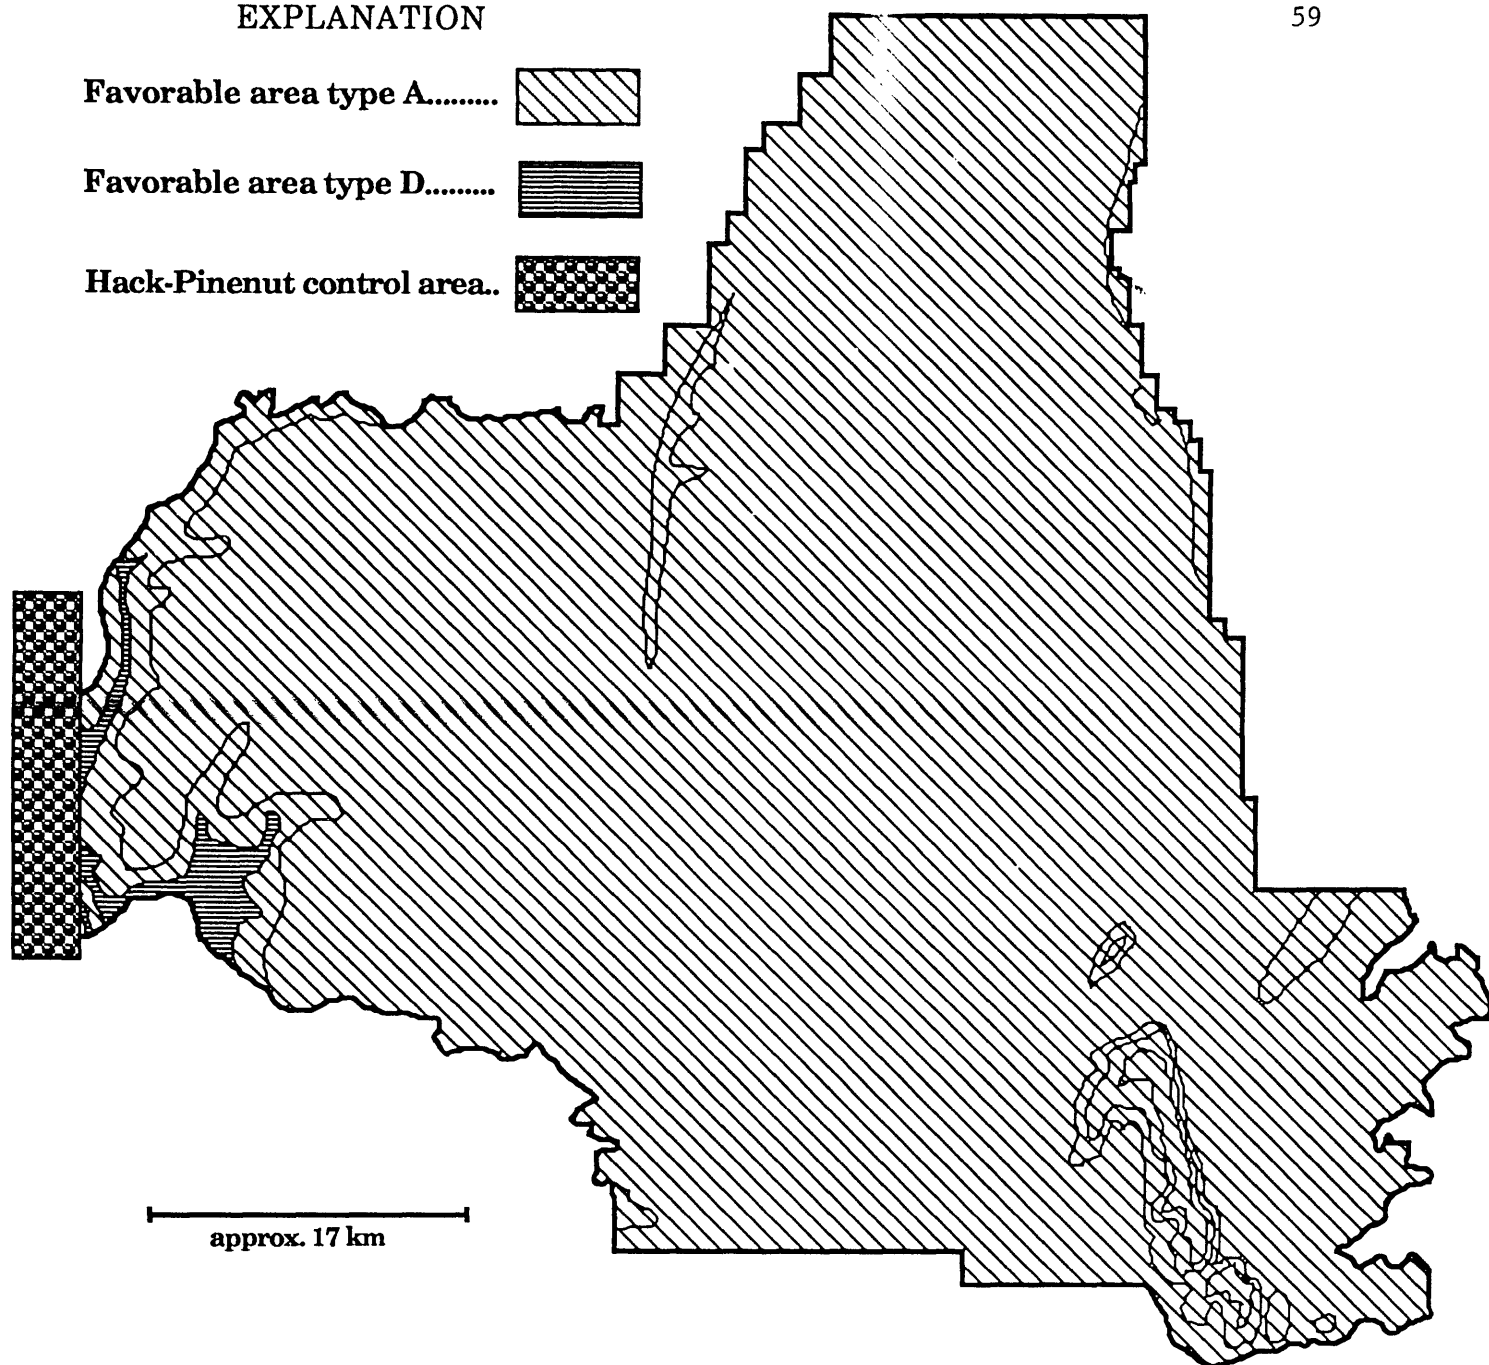 EXPLANATION
59
Favorable area type A.........
Favorable area type D.........
Hack-Pinenut control area..
approx. 17 km